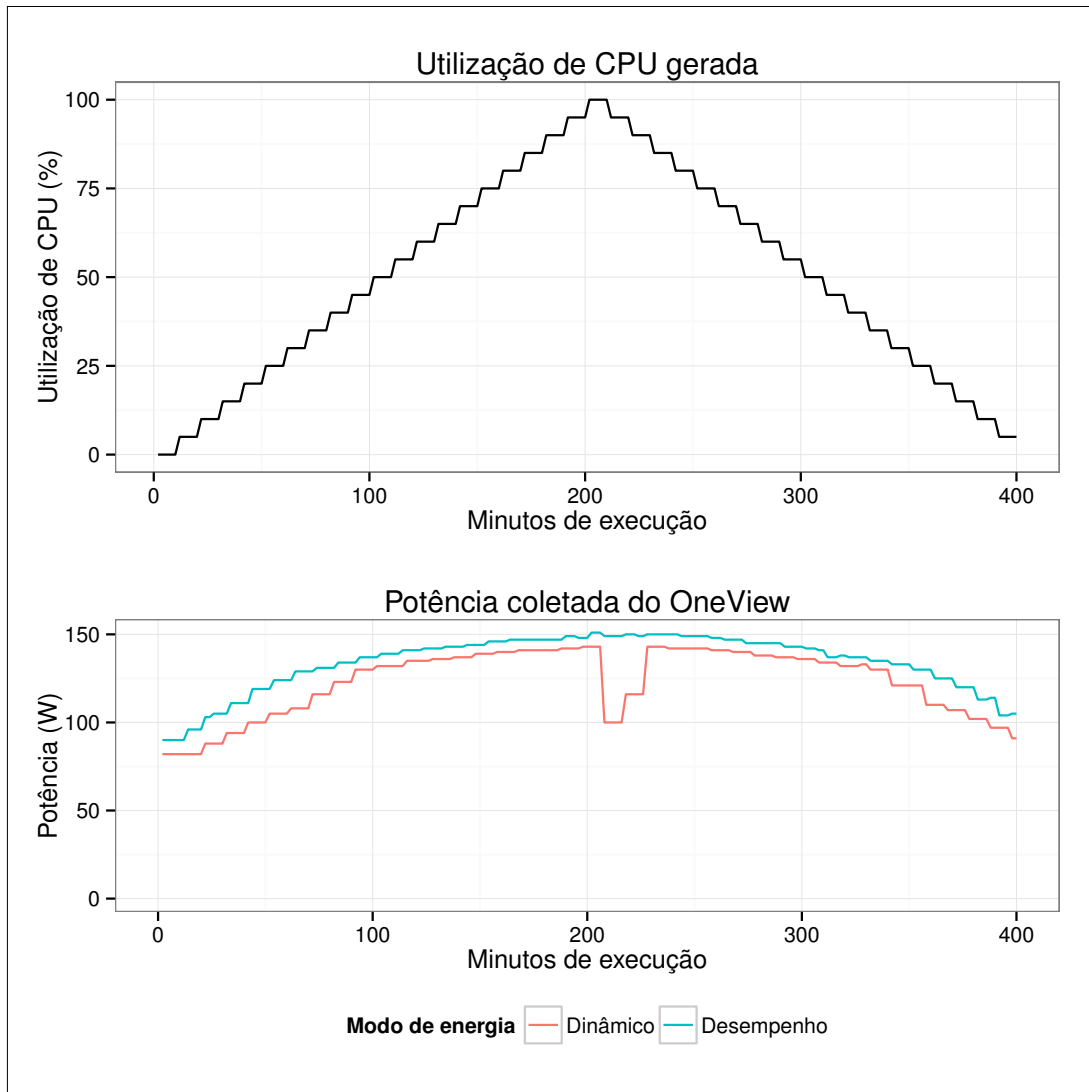 Utilização de CPU gerada
Utilização de CPU (%)
100
75
50
25
0
0 100 200 300 400
Minutos de execução
Potência coletada do OneView
Potência (W)
150
100
50
0
0 100 200 300 400
Minutos de execução
Modo de energia Dinâmico Desempenho